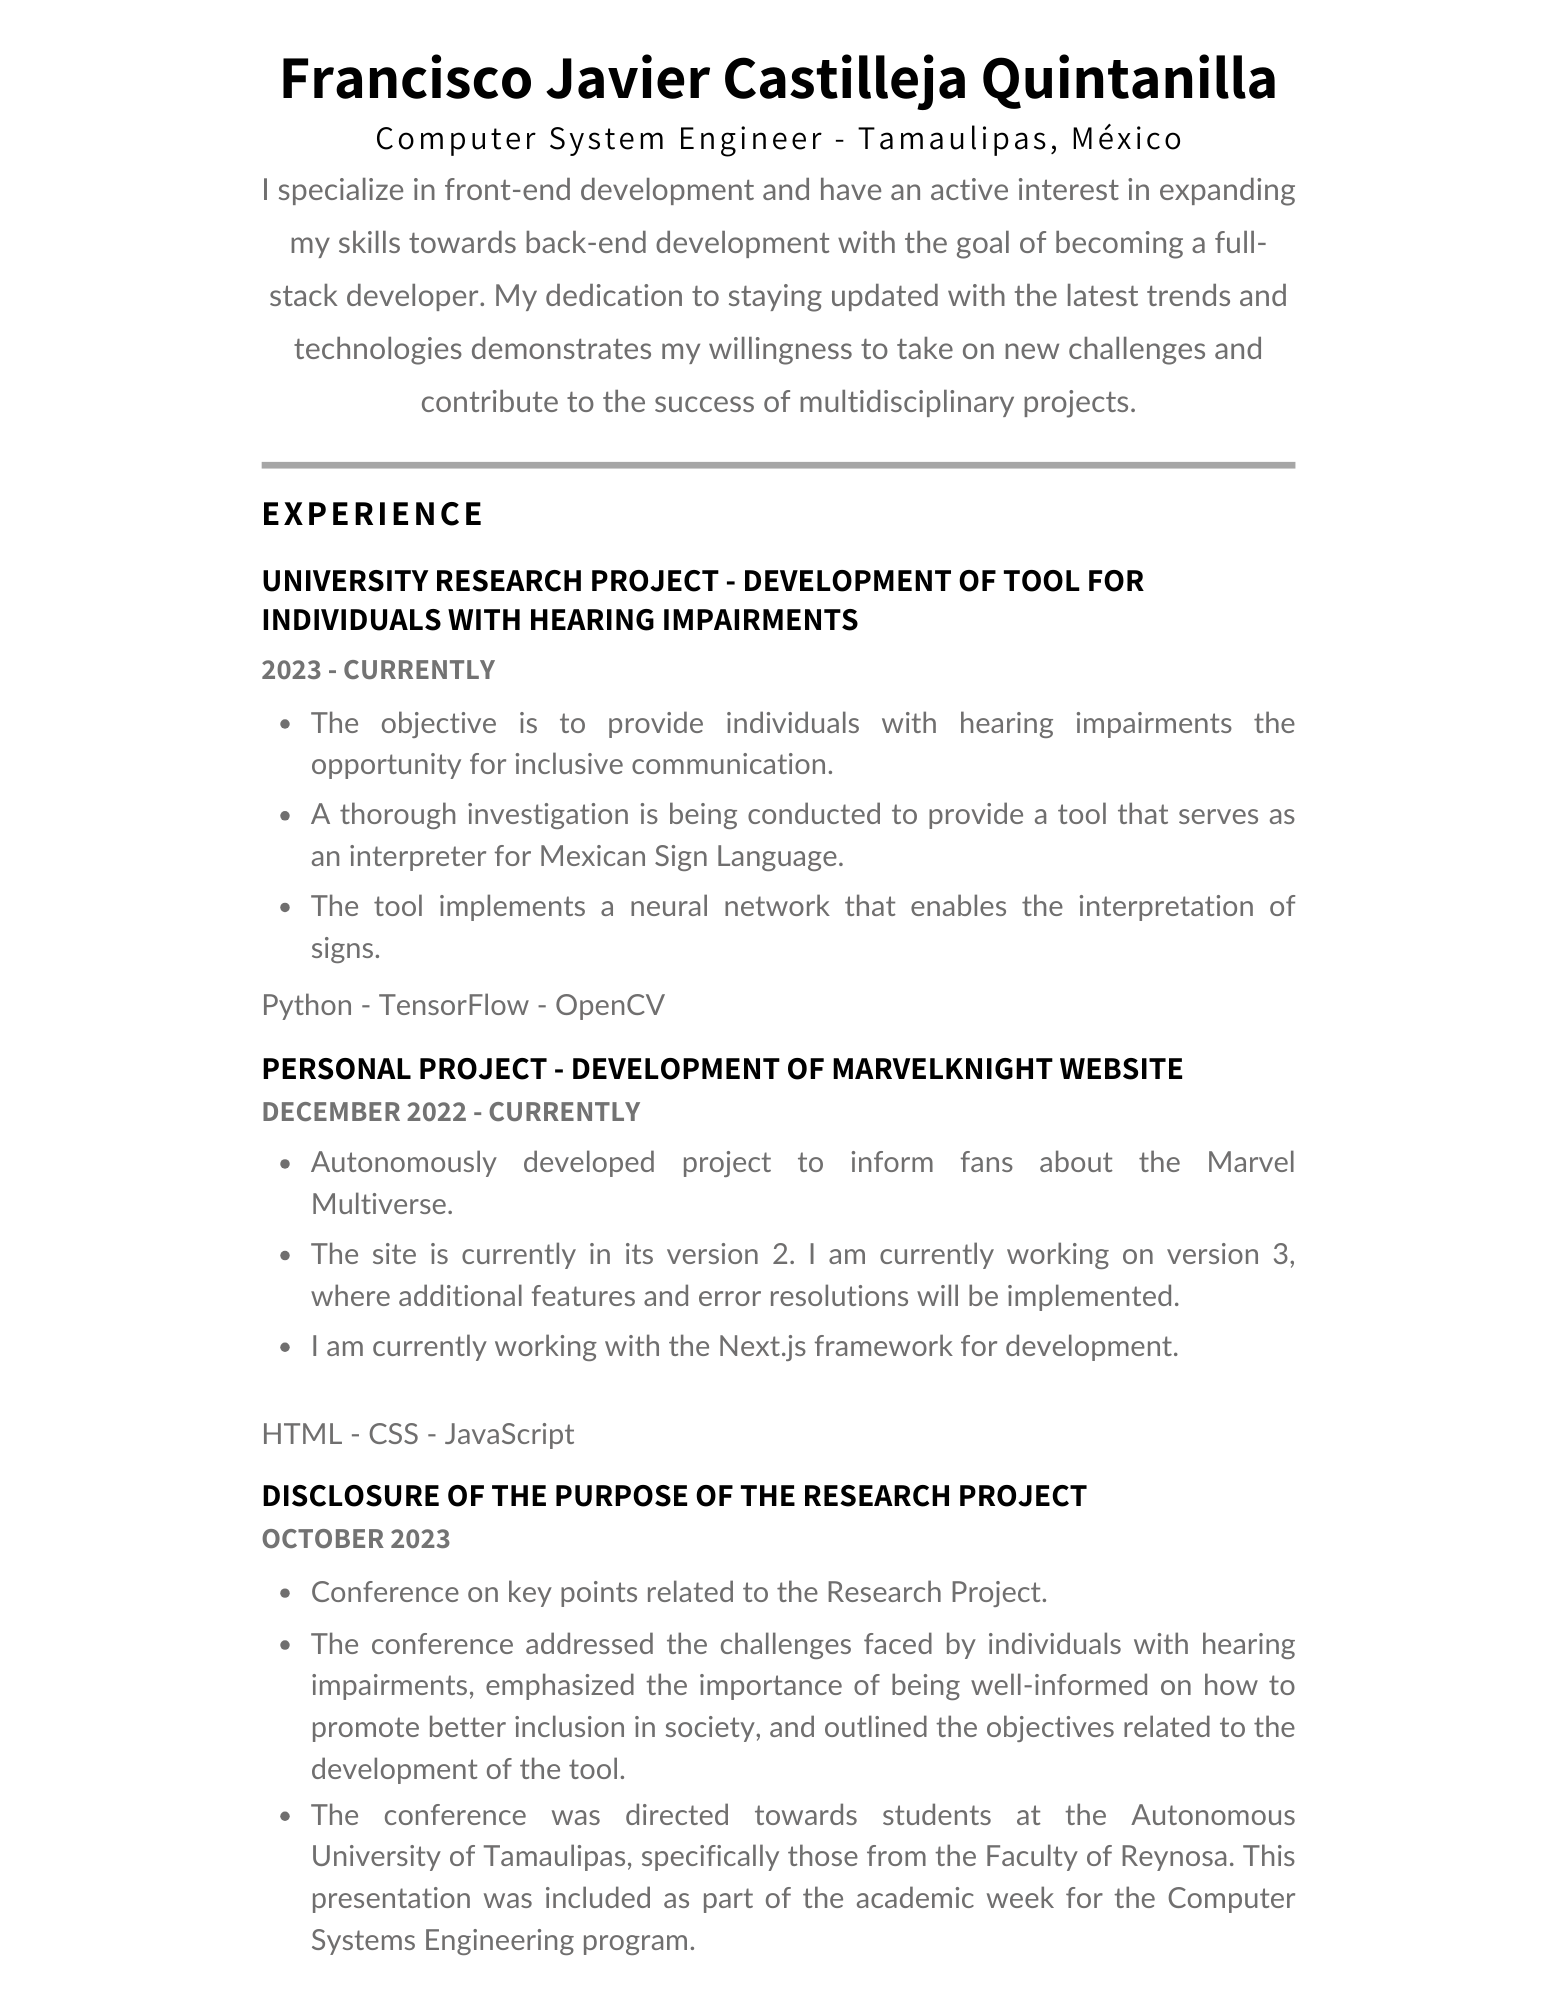 Francisco Javier Castilleja Quintanilla
Computer System Engineer - Tamaulipas, México
I specialize in front-end development and have an active interest in expanding
my skills towards back-end development with the goal of becoming a full-
stack developer. My dedication to staying updated with the latest trends and
technologies demonstrates my willingness to take on new challenges and
contribute to the success of multidisciplinary projects.
EXPERIENCE
UNIVERSITY RESEARCH PROJECT - DEVELOPMENT OF TOOL FOR
INDIVIDUALS WITH HEARING IMPAIRMENTS
2023 - CURRENTLY
• The objective is to provide individuals with hearing impairments the
opportunity for inclusive communication.
• A thorough investigation is being conducted to provide a tool that serves as
an interpreter for Mexican Sign Language.
• The tool implements a neural network that enables the interpretation of
signs.
Python - TensorFlow - OpenCV
PERSONAL PROJECT - DEVELOPMENT OF MARVELKNIGHT WEBSITE
DECEMBER 2022 - CURRENTLY
• Autonomously developed project to inform fans about the Marvel
Multiverse.
• The site is currently in its version 2. I am currently working on version 3,
where additional features and error resolutions will be implemented.
• I am currently working with the Next.js framework for development.
HTML - CSS - JavaScript
DISCLOSURE OF THE PURPOSE OF THE RESEARCH PROJECT
OCTOBER 2023
• Conference on key points related to the Research Project.
• The conference addressed the challenges faced by individuals with hearing
impairments, emphasized the importance of being well-informed on how to
promote better inclusion in society, and outlined the objectives related to the
development of the tool.
• The conference was directed towards students at the Autonomous
University of Tamaulipas, specifically those from the Faculty of Reynosa. This
presentation was included as part of the academic week for the Computer
Systems Engineering program.